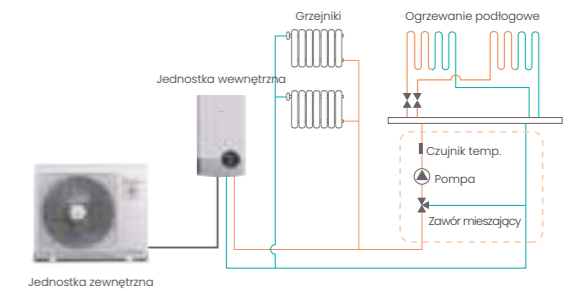 Grzejniki
Ogrzewanie podłogowe
Jednostka wewnętrzna
Czujnik temp.
Pompa
Zawór mieszający
Jednostka zewnętrzna